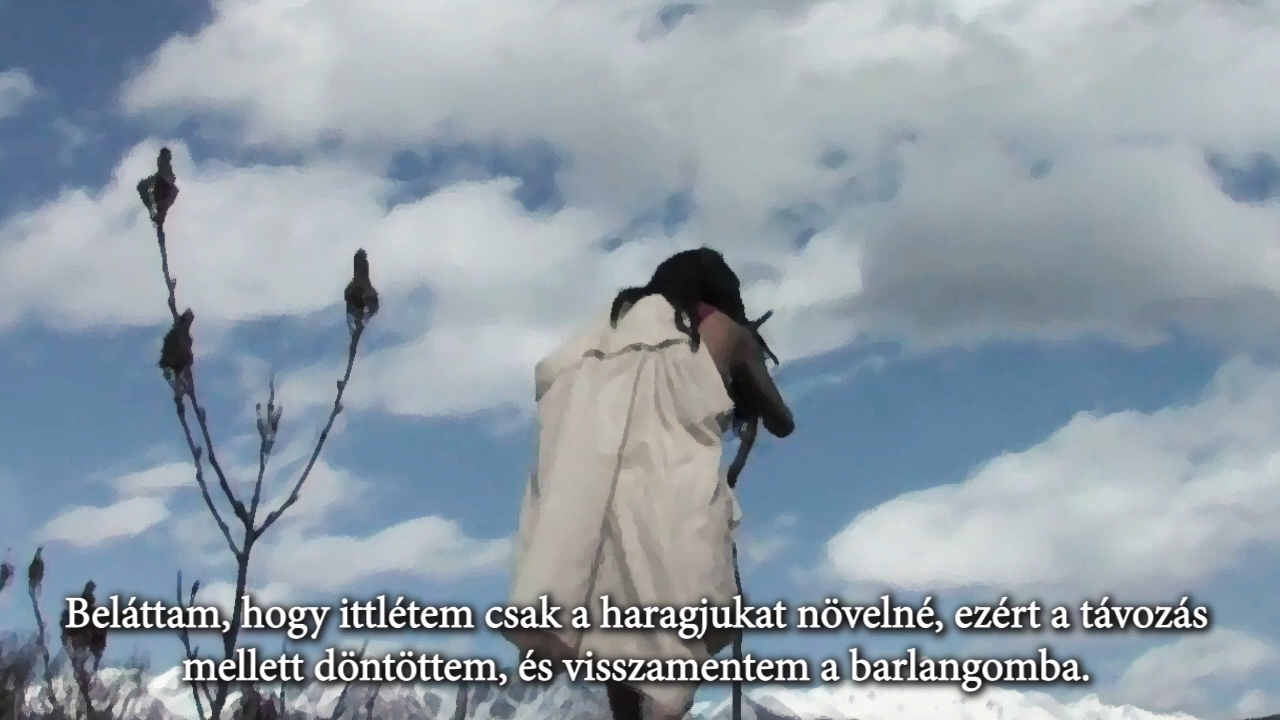 Beláttam, hogy ittlétem csak a haragjukat növelné, ezért a távozás
mellett döntöttem, és visszamentem a barlangomba.